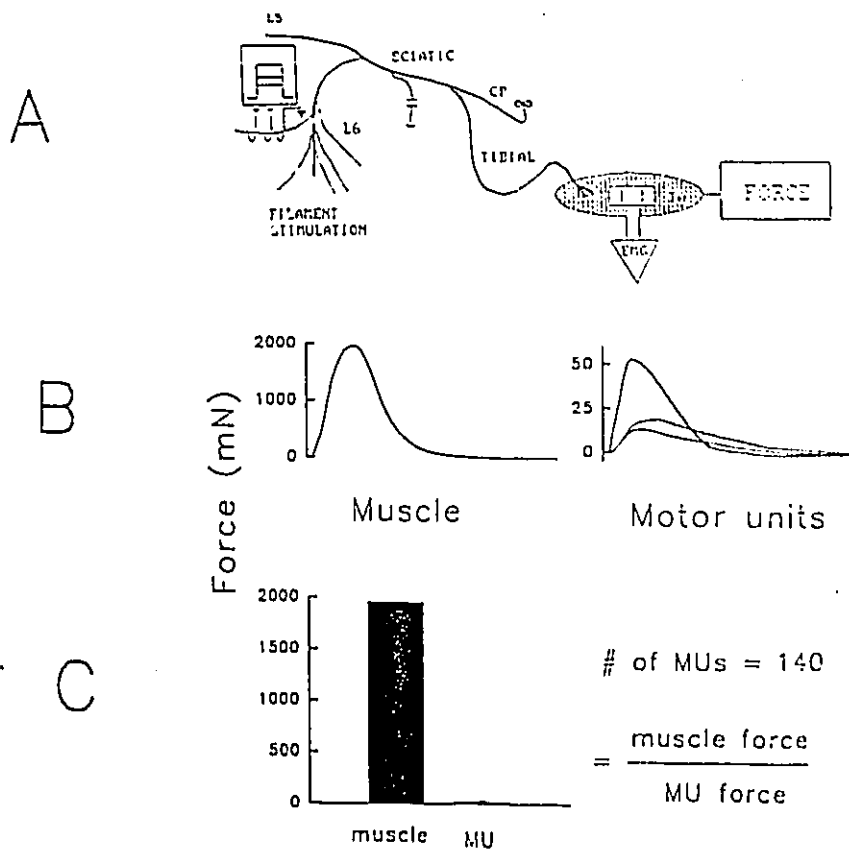 A
L5
SCIATIC
CP
L6
TIBIAL
FILAMENT
STIMULATION
FORCE
EMG
B
Force (mN)
2000
1000
0
Muscle
50
25
0
Motor units
C
2000
1500
1000
500
0
muscle MU
# of MUs = 140
= muscle force
MU force